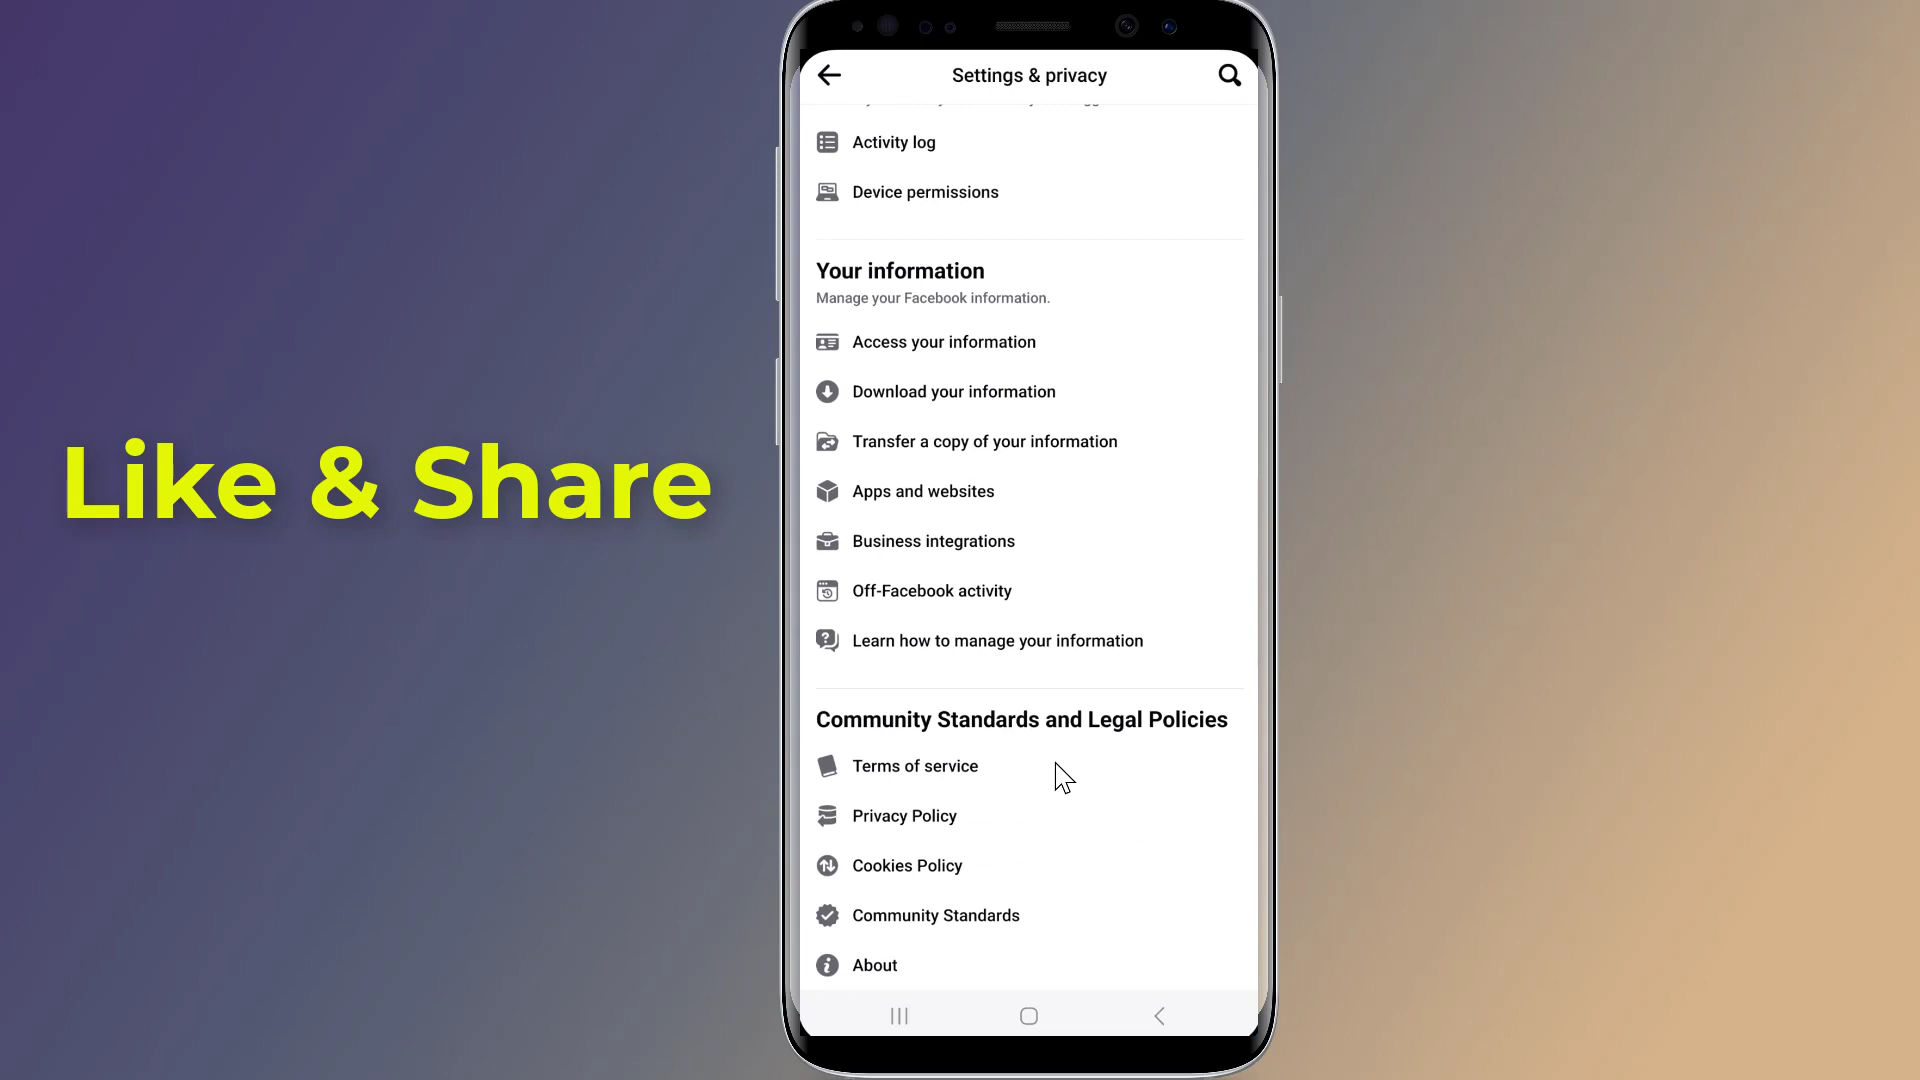 Settings & privacy
Activity log
Device permissions
Your information
Manage your Facebook information.
Access your information
Download your information
Transfer a copy of your information
Apps and websites
Business integrations
Off-Facebook activity
Learn how to manage your information
Like & Share
Community Standards and Legal Policies
Terms of service
Privacy Policy
Cookies Policy
Community Standards
About